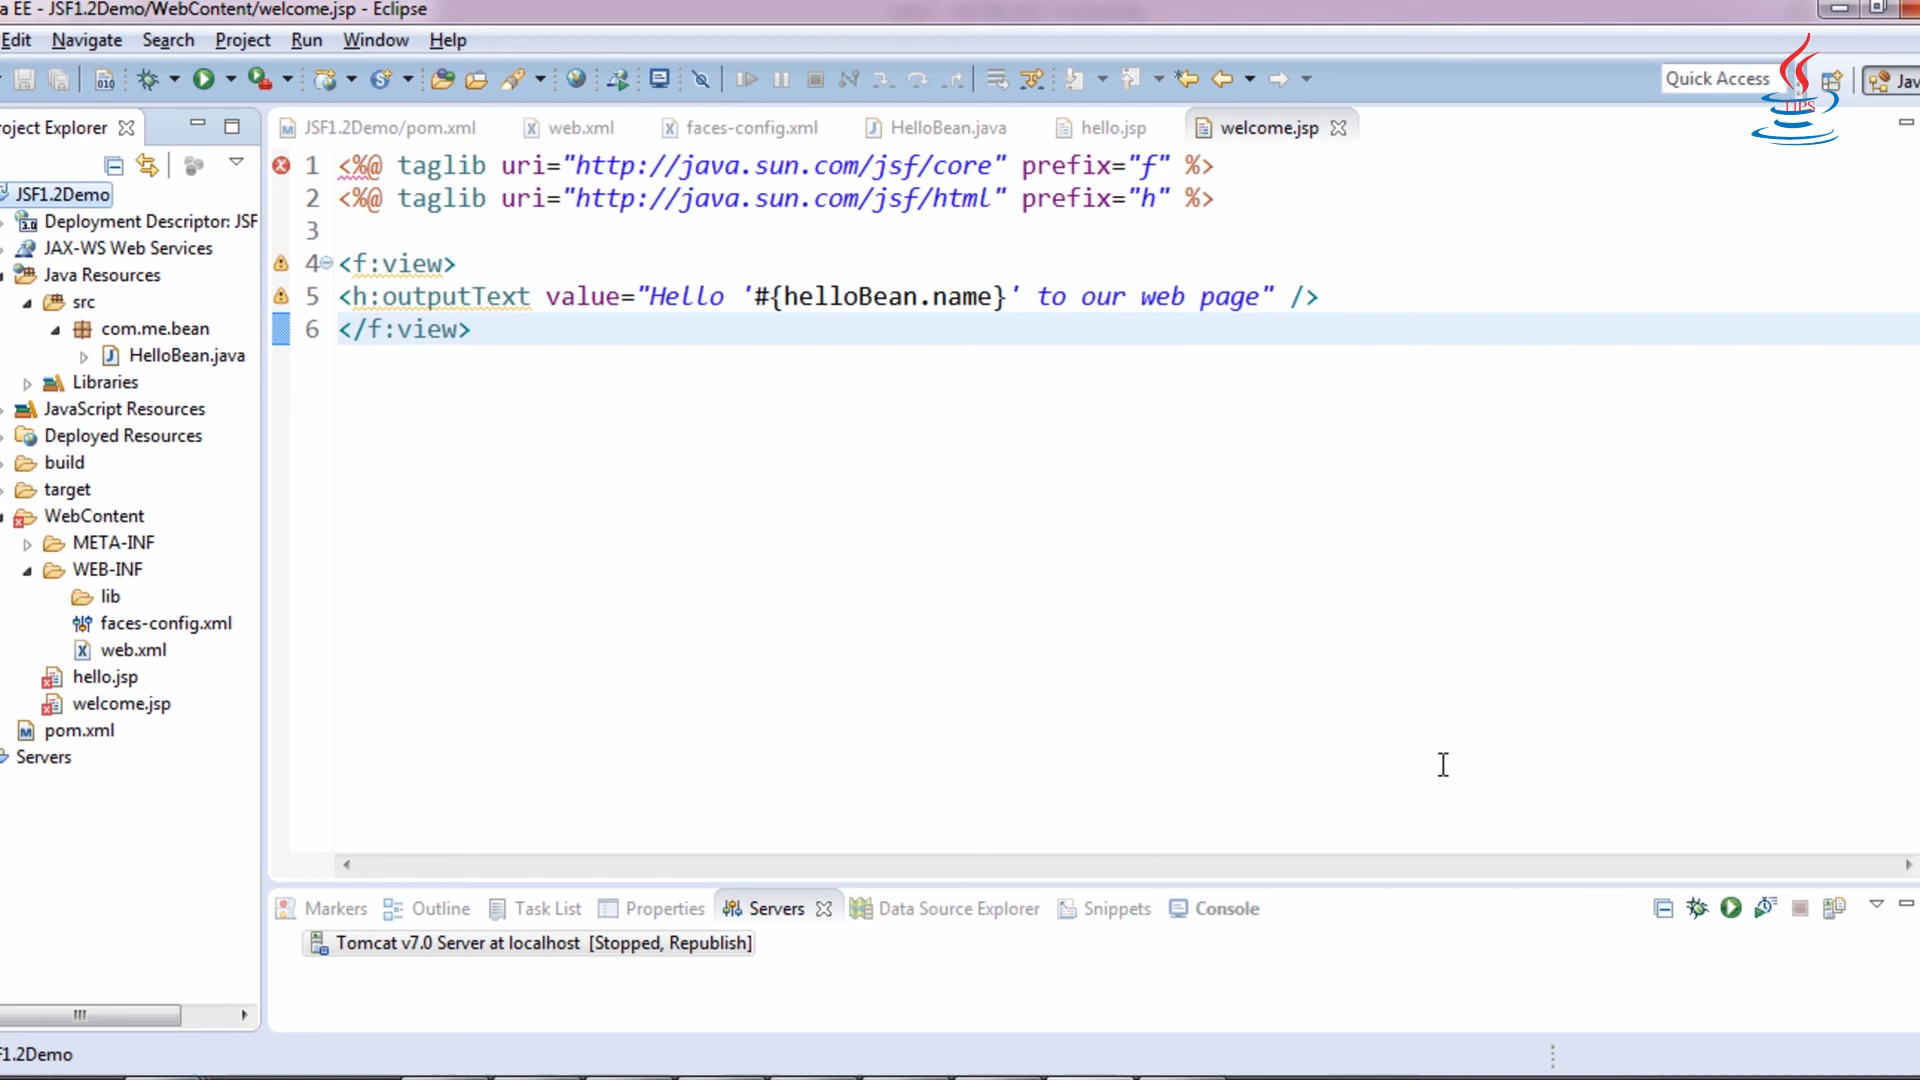 a EE - JSF1.2Demo/WebContent/welcome.jsp - Eclipse
Edit Navigate Search Project Run Window Help
Quick Access
Jav
TIPS
roject Explorer
JSF1.2Demo/pom.xml web.xml faces-config.xml HelloBean.java hello.jsp welcome.jsp
JSF1.2Demo
Deployment Descriptor: JSF
JAX-WS Web Services
Java Resources
src
com.me.bean
HelloBean.java
Libraries
JavaScript Resources
Deployed Resources
build
target
WebContent
META-INF
WEB-INF
lib
faces-config.xml
web.xml
hello.jsp
welcome.jsp
pom.xml
Servers
1 <%@ taglib uri="http://java.sun.com/jsf/core" prefix="f" %>
2 <%@ taglib uri="http://java.sun.com/jsf/html" prefix="h" %>
3
4 <f:view>
5 <h:outputText value="Hello '#{helloBean.name}' to our web page" />
6 </f:view>
Markers Outline Task List Properties Servers Data Source Explorer Snippets Console
Tomcat v7.0 Server at localhost [Stopped, Republish]
F1.2Demo